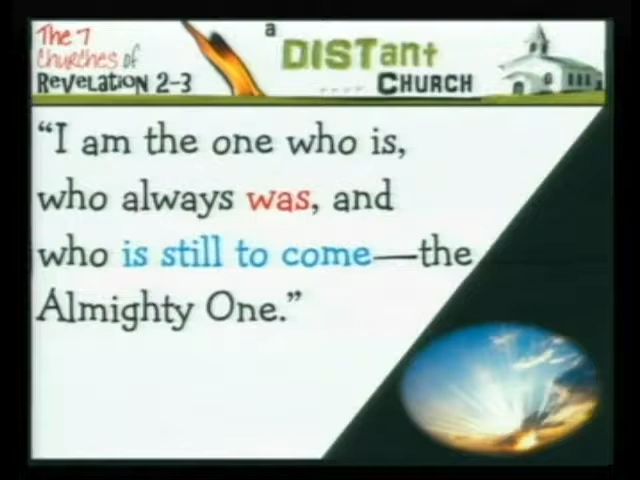 The 7
Churches of
Revelation 2-3
a
DISTant
.... CHURCH
“I am the one who is,
who always was, and
who is still to come—the
Almighty One.”